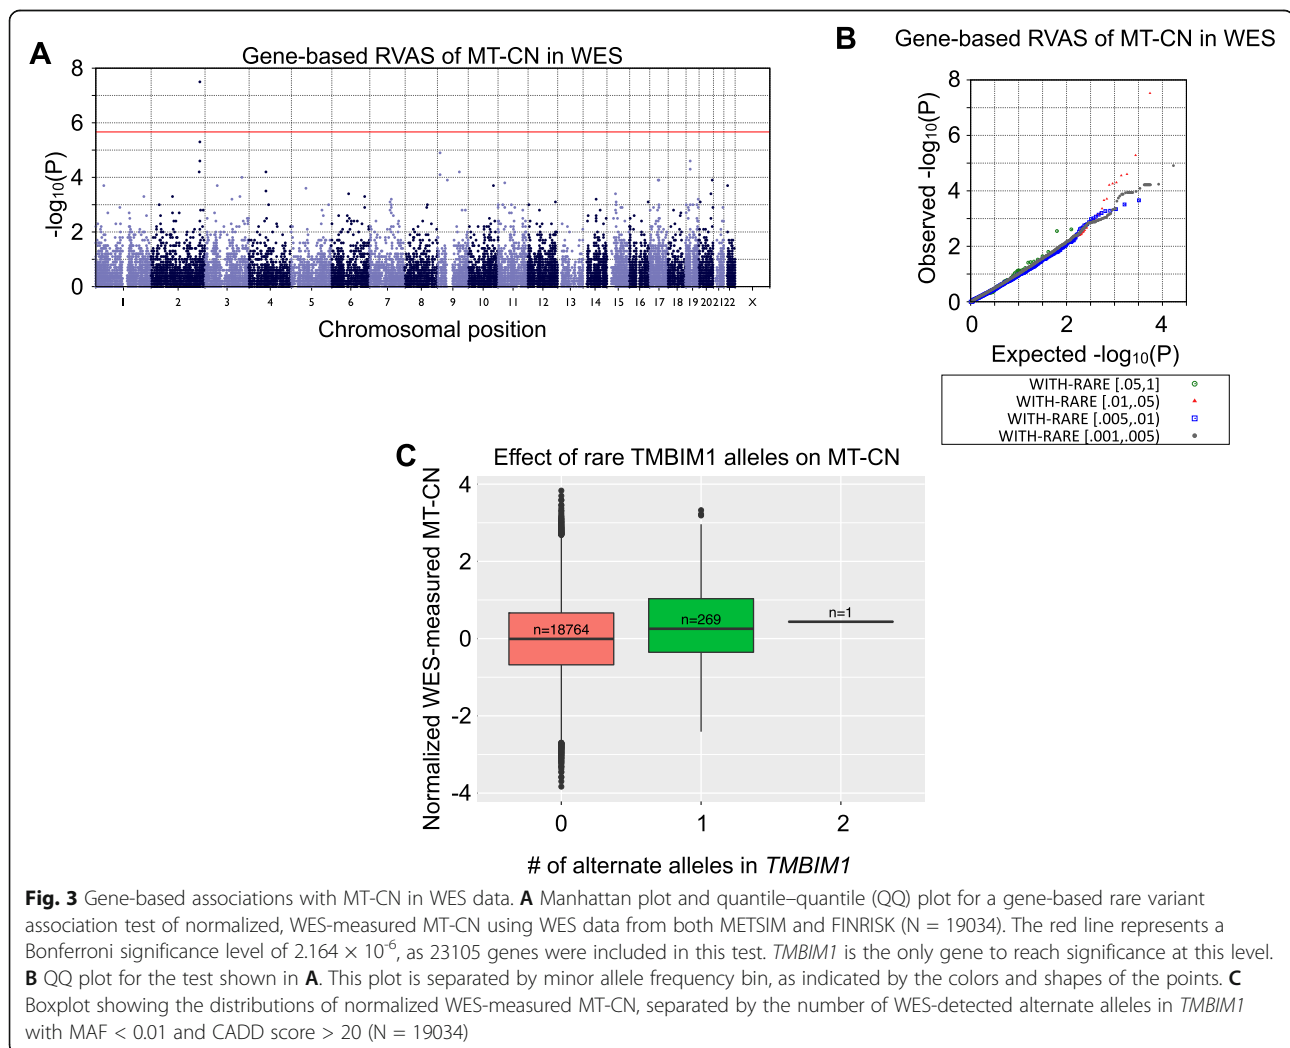 A
Gene-based RVAS of MT-CN in WES
8
6
4
2
0
-log10(P)
1 2 3 4 5 6 7 8 9 10 11 12 13 14 15 16 17 18 19 20 21 22 X
Chromosomal position
B
Gene-based RVAS of MT-CN in WES
8
6
4
2
0
Observed -log10(P)
0 2 4
Expected -log10(P)
WITH-RARE [.05,1]
WITH-RARE [.01,.05)
WITH-RARE [.005,.01)
WITH-RARE [.001,.005)
C
Effect of rare TMBIM1 alleles on MT-CN
4
2
0
-2
-4
Normalized WES-measured MT-CN
n=18764
n=269
n=1
0 1 2
# of alternate alleles in TMBIM1
Fig. 3 Gene-based associations with MT-CN in WES data. A Manhattan plot and quantile–quantile (QQ) plot for a gene-based rare variant
association test of normalized, WES-measured MT-CN using WES data from both METSIM and FINRISK (N = 19034). The red line represents a
Bonferroni significance level of 2.164 × 10-6, as 23105 genes were included in this test. TMBIM1 is the only gene to reach significance at this level.
B QQ plot for the test shown in A. This plot is separated by minor allele frequency bin, as indicated by the colors and shapes of the points. C
Boxplot showing the distributions of normalized WES-measured MT-CN, separated by the number of WES-detected alternate alleles in TMBIM1
with MAF < 0.01 and CADD score > 20 (N = 19034)